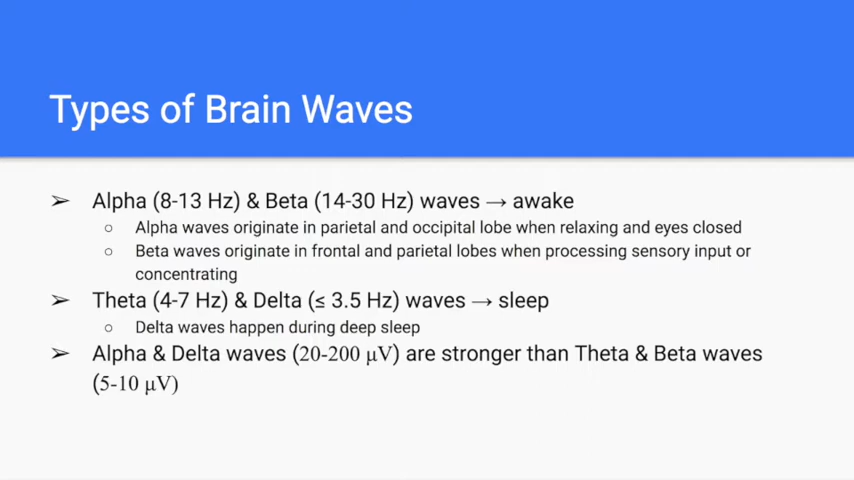 Types of Brain Waves
➢ Alpha (8-13 Hz) & Beta (14-30 Hz) waves → awake
○ Alpha waves originate in parietal and occipital lobe when relaxing and eyes closed
○ Beta waves originate in frontal and parietal lobes when processing sensory input or
concentrating
➢ Theta (4-7 Hz) & Delta (≤ 3.5 Hz) waves → sleep
○ Delta waves happen during deep sleep
➢ Alpha & Delta waves (20-200 μV) are stronger than Theta & Beta waves
(5-10 μV)